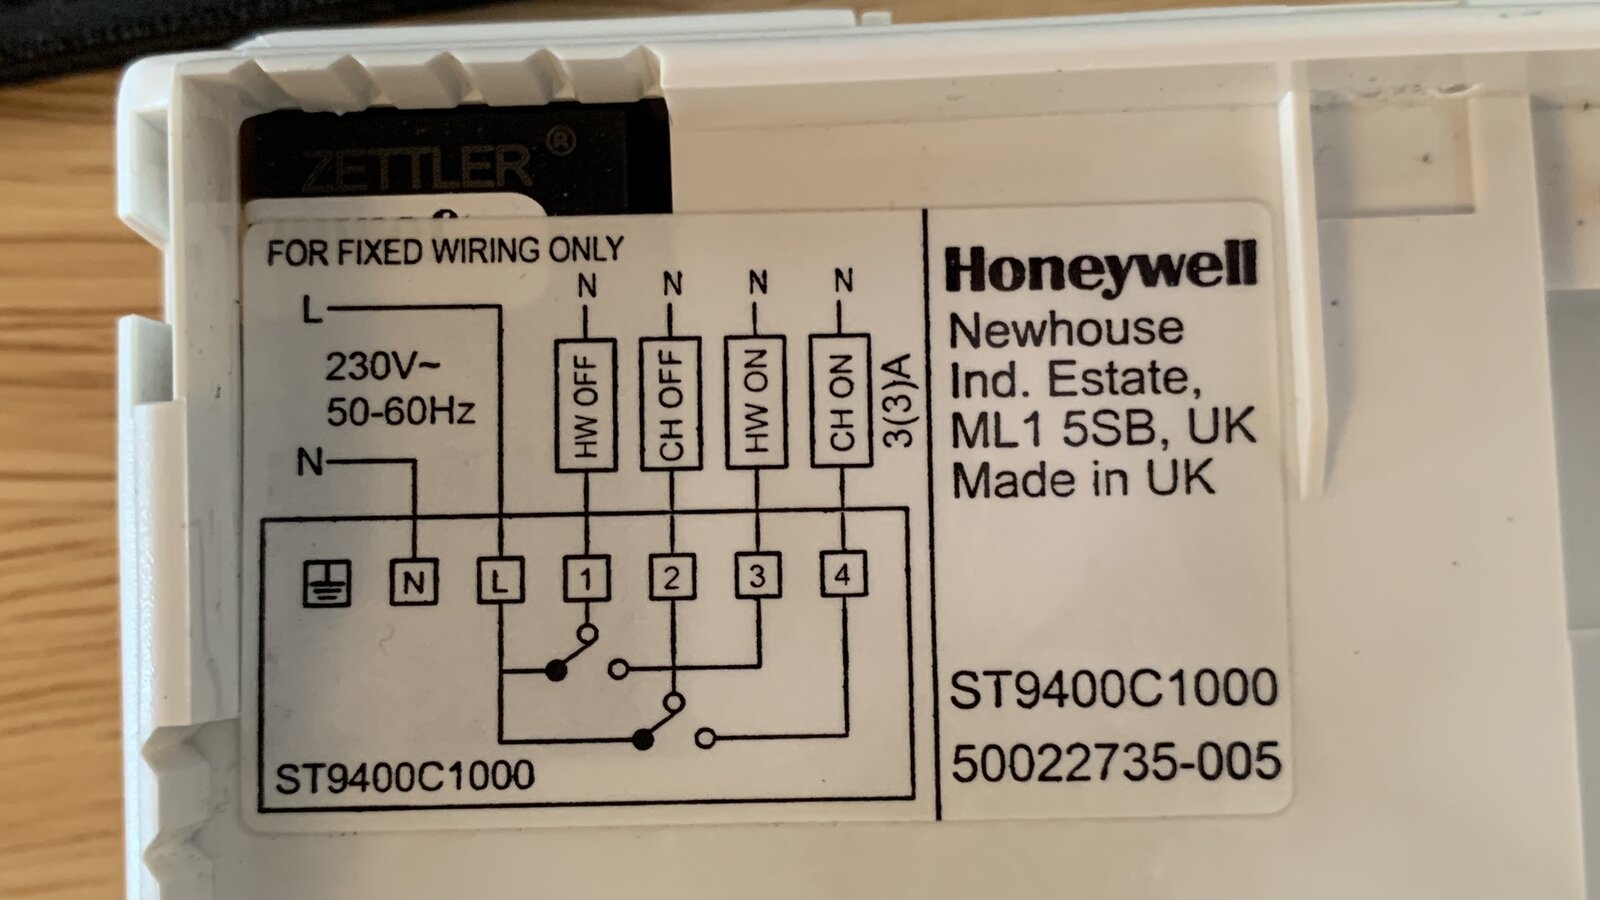 ZETTLER®
FOR FIXED WIRING ONLY
L
230V~
50-60Hz
N
N N N N
HW OFF
CH OFF
HW ON
CH ON
3(3)A
N L 1 2 3 4
ST9400C1000
Honeywell
Newhouse
Ind. Estate,
ML1 5SB, UK
Made in UK
ST9400C1000
50022735-005